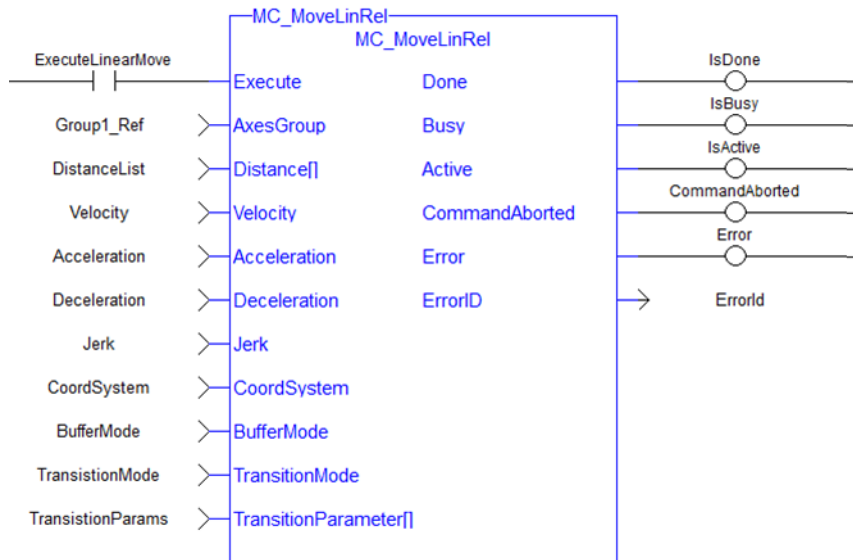 MC_MoveLinRel
MC_MoveLinRel
ExecuteLinearMove Execute Done IsDone
Group1_Ref AxesGroup Busy IsBusy
DistanceList Distance[] Active IsActive
Velocity Velocity CommandAborted CommandAborted
Acceleration Acceleration Error Error
Deceleration Deceleration ErrorID ErrorId
Jerk Jerk
CoordSystem CoordSystem
BufferMode BufferMode
TransistionMode TransitionMode
TransistionParams TransitionParameter[]